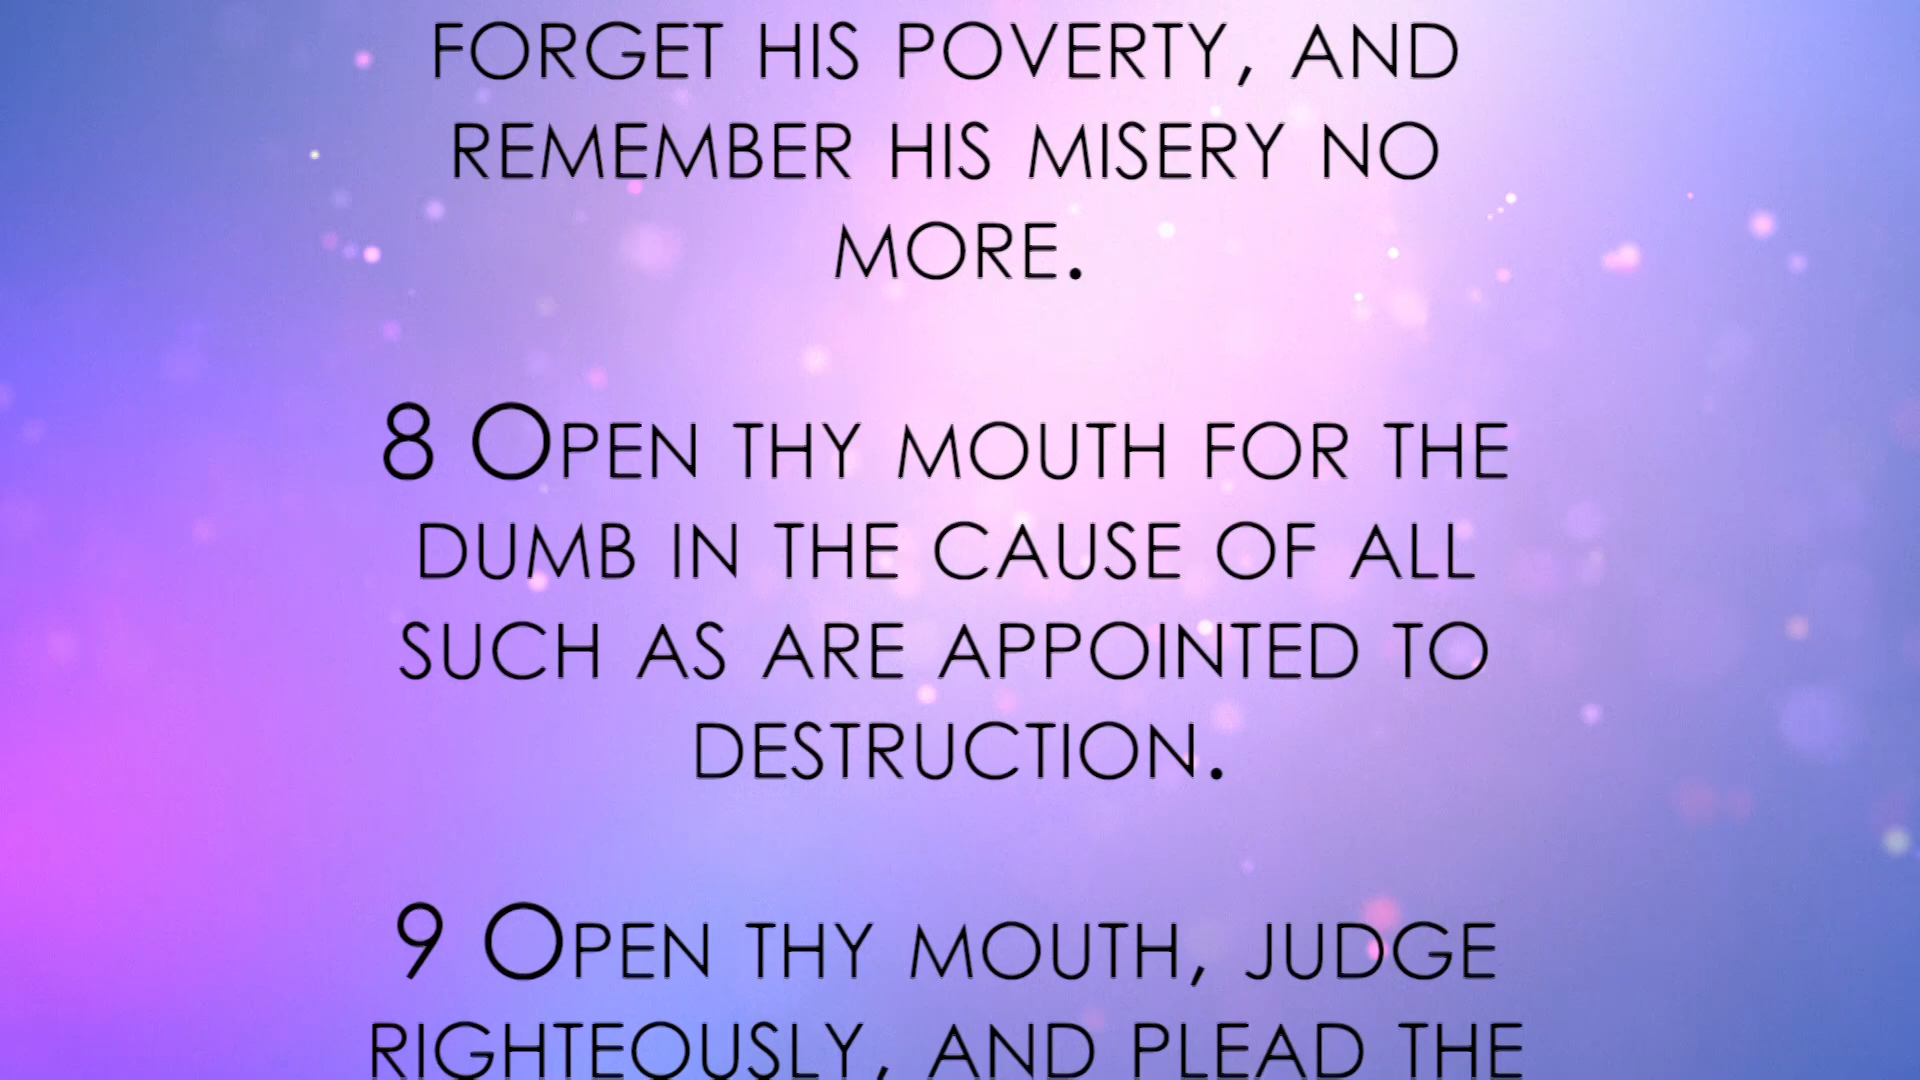 FORGET HIS POVERTY, AND
REMEMBER HIS MISERY NO
MORE.
8 OPEN THY MOUTH FOR THE
DUMB IN THE CAUSE OF ALL
SUCH AS ARE APPOINTED TO
DESTRUCTION.
9 OPEN THY MOUTH, JUDGE
RIGHTEOUSLY, AND PLEAD THE